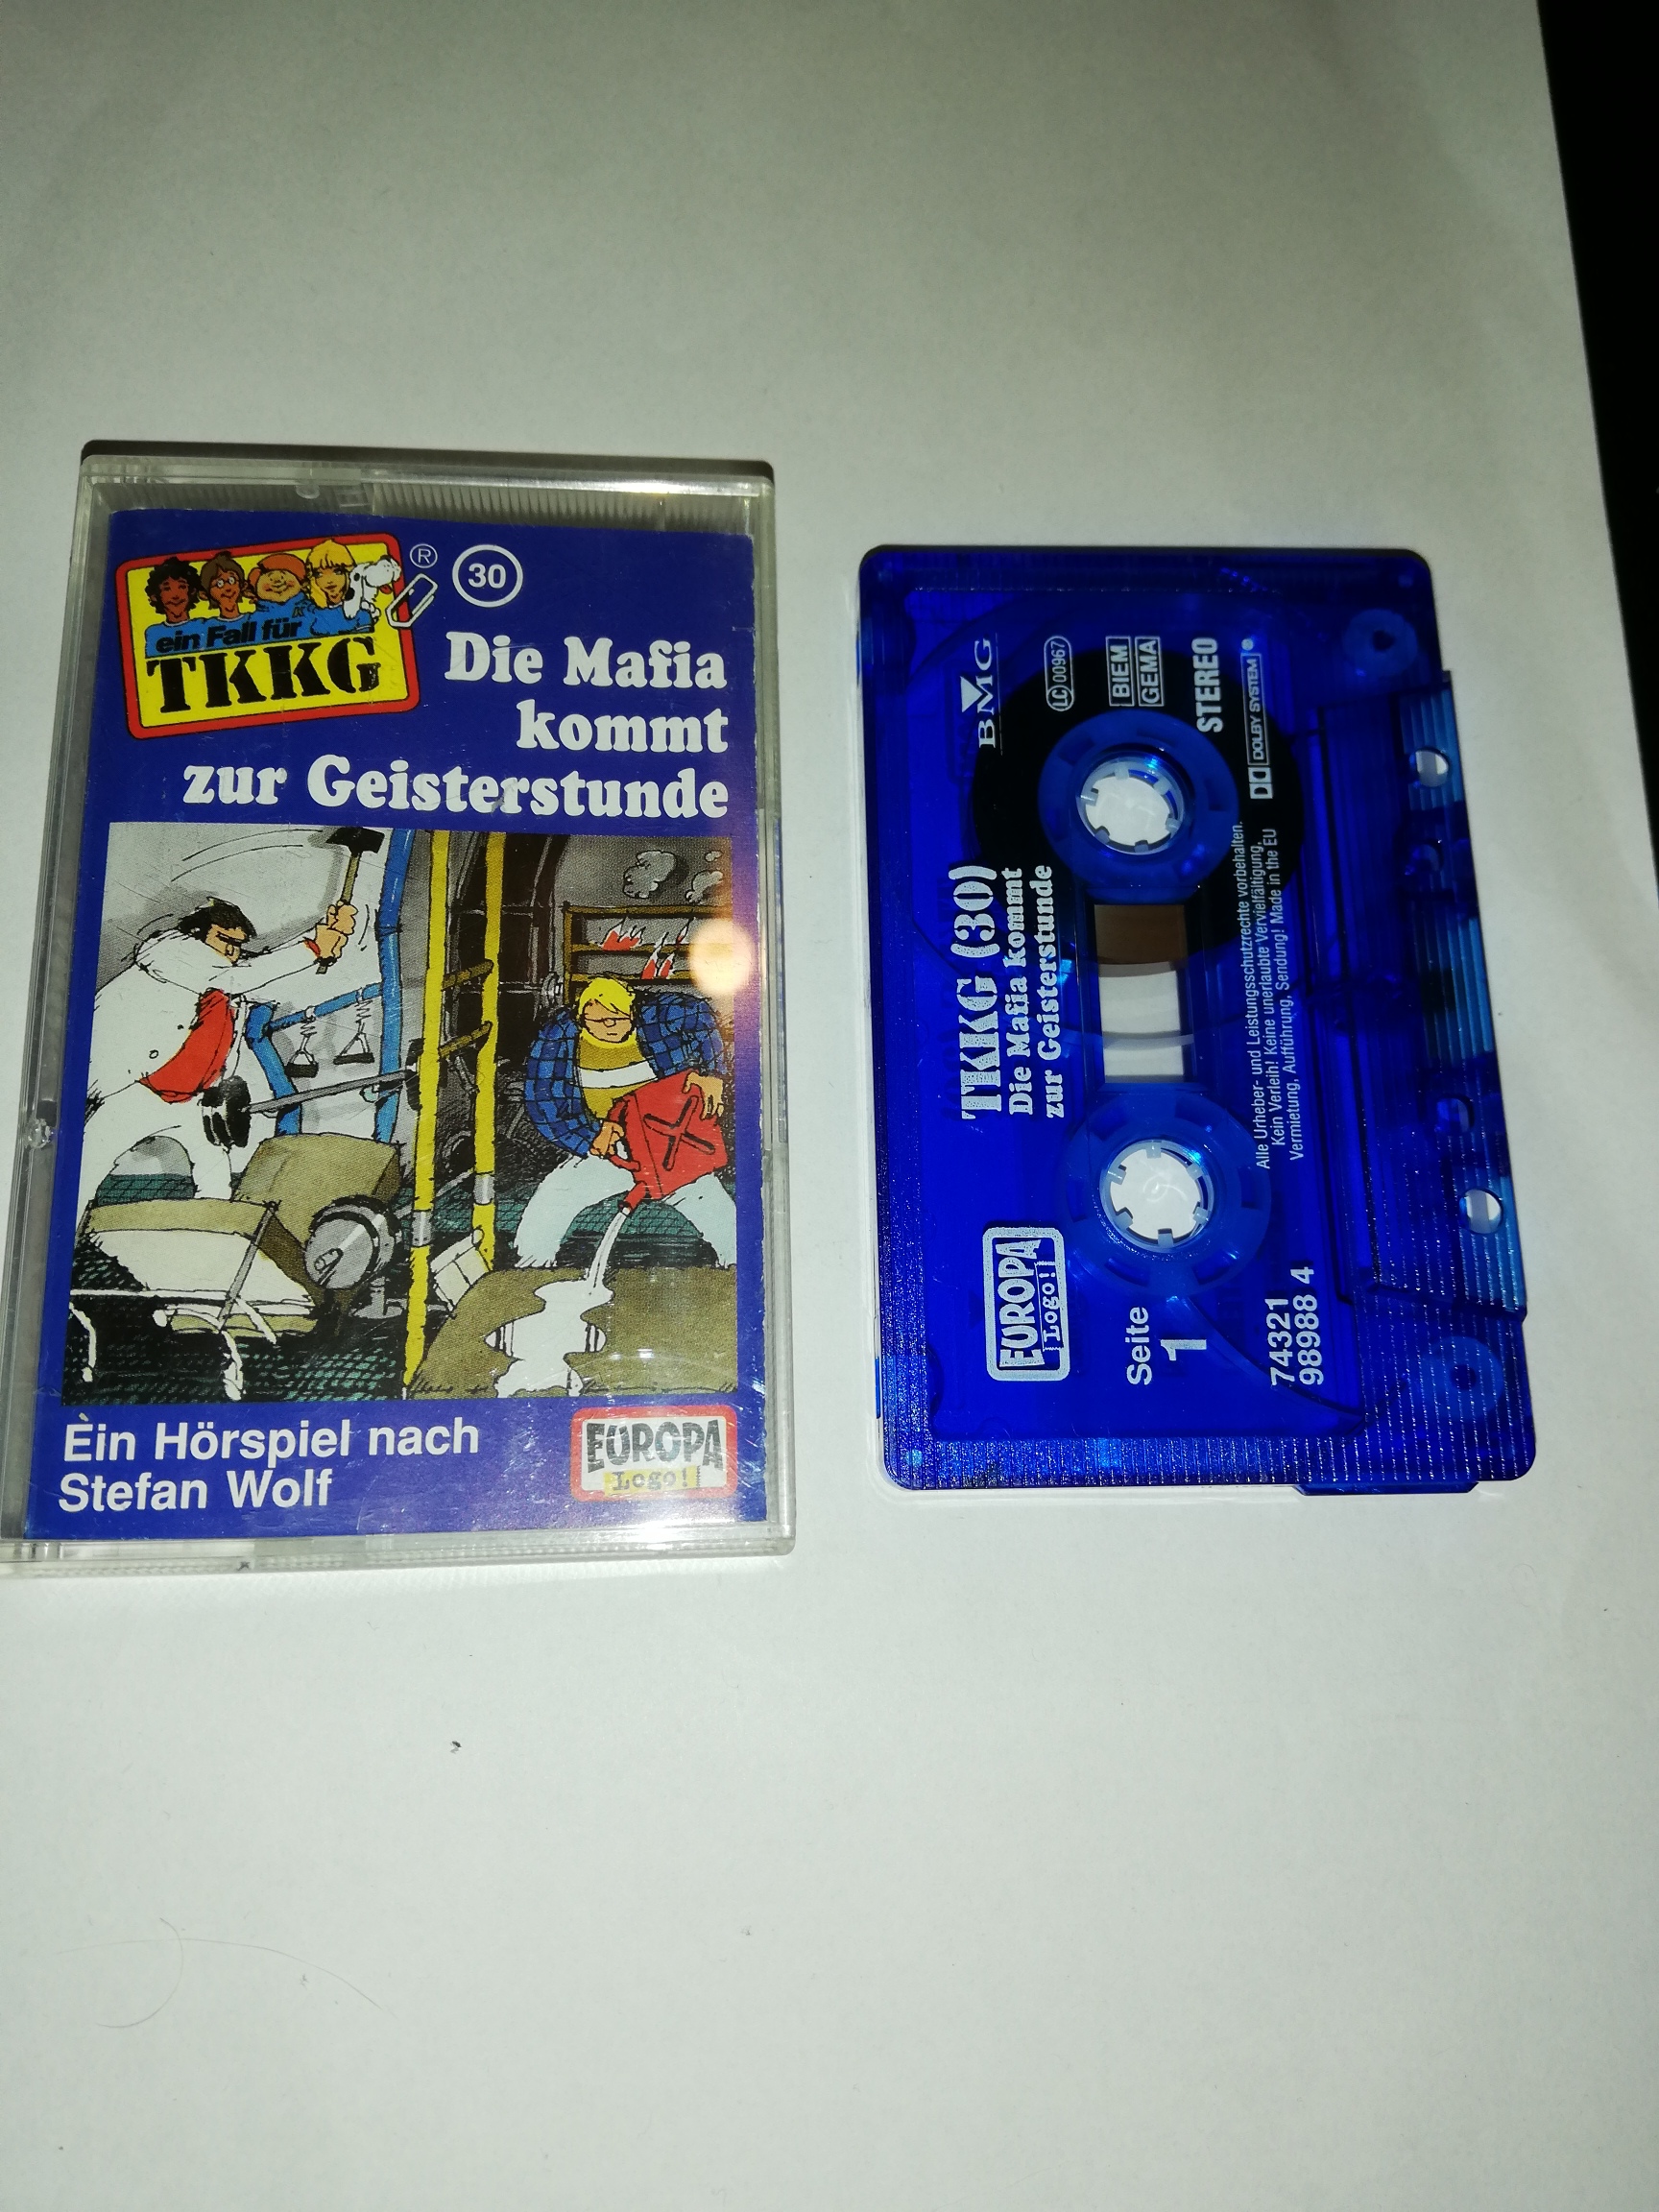 ein Fall für
TKKG
®
30
Die Mafia
kommt
zur Geisterstunde
Ein Hörspiel nach
Stefan Wolf
EUROPA
Logo!
BMG
LC 00967
BIEM
GEMA
STEREO
DOLBY SYSTEM ®
TKKG (30)
Die Mafia kommt
zur Geisterstunde
Alle Urheber- und Leistungsschutzrechte vorbehalten.
Kein Verleih! Keine unerlaubte Vervielfältigung,
Vermietung, Aufführung, Sendung! Made in the EU
EUROPA
Logo!
Seite
1
74321
98988 4